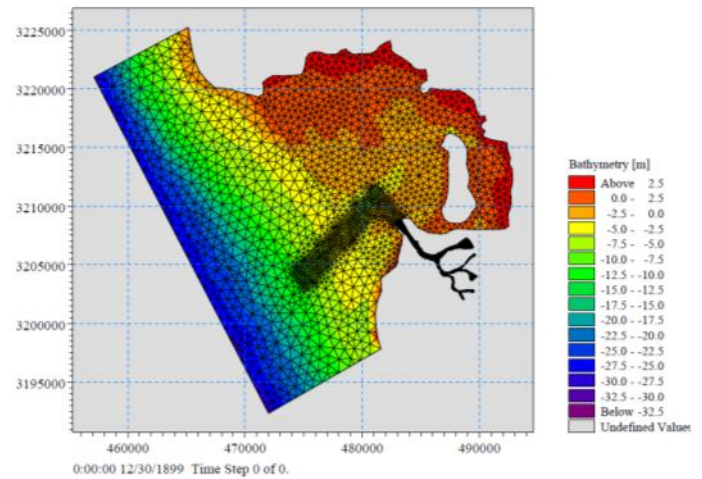 3225000
3220000
3215000
3210000
3205000
3200000
3195000
460000 470000 480000 490000
0:00:00 12/30/1899 Time Step 0 of 0.
Bathymetry [m]
Above 2.5
0.0 - 2.5
-2.5 - 0.0
-5.0 - -2.5
-7.5 - -5.0
-10.0 - -7.5
-12.5 - -10.0
-15.0 - -12.5
-17.5 - -15.0
-20.0 - -17.5
-22.5 - -20.0
-25.0 - -22.5
-27.5 - -25.0
-30.0 - -27.5
-32.5 - -30.0
Below -32.5
Undefined Values